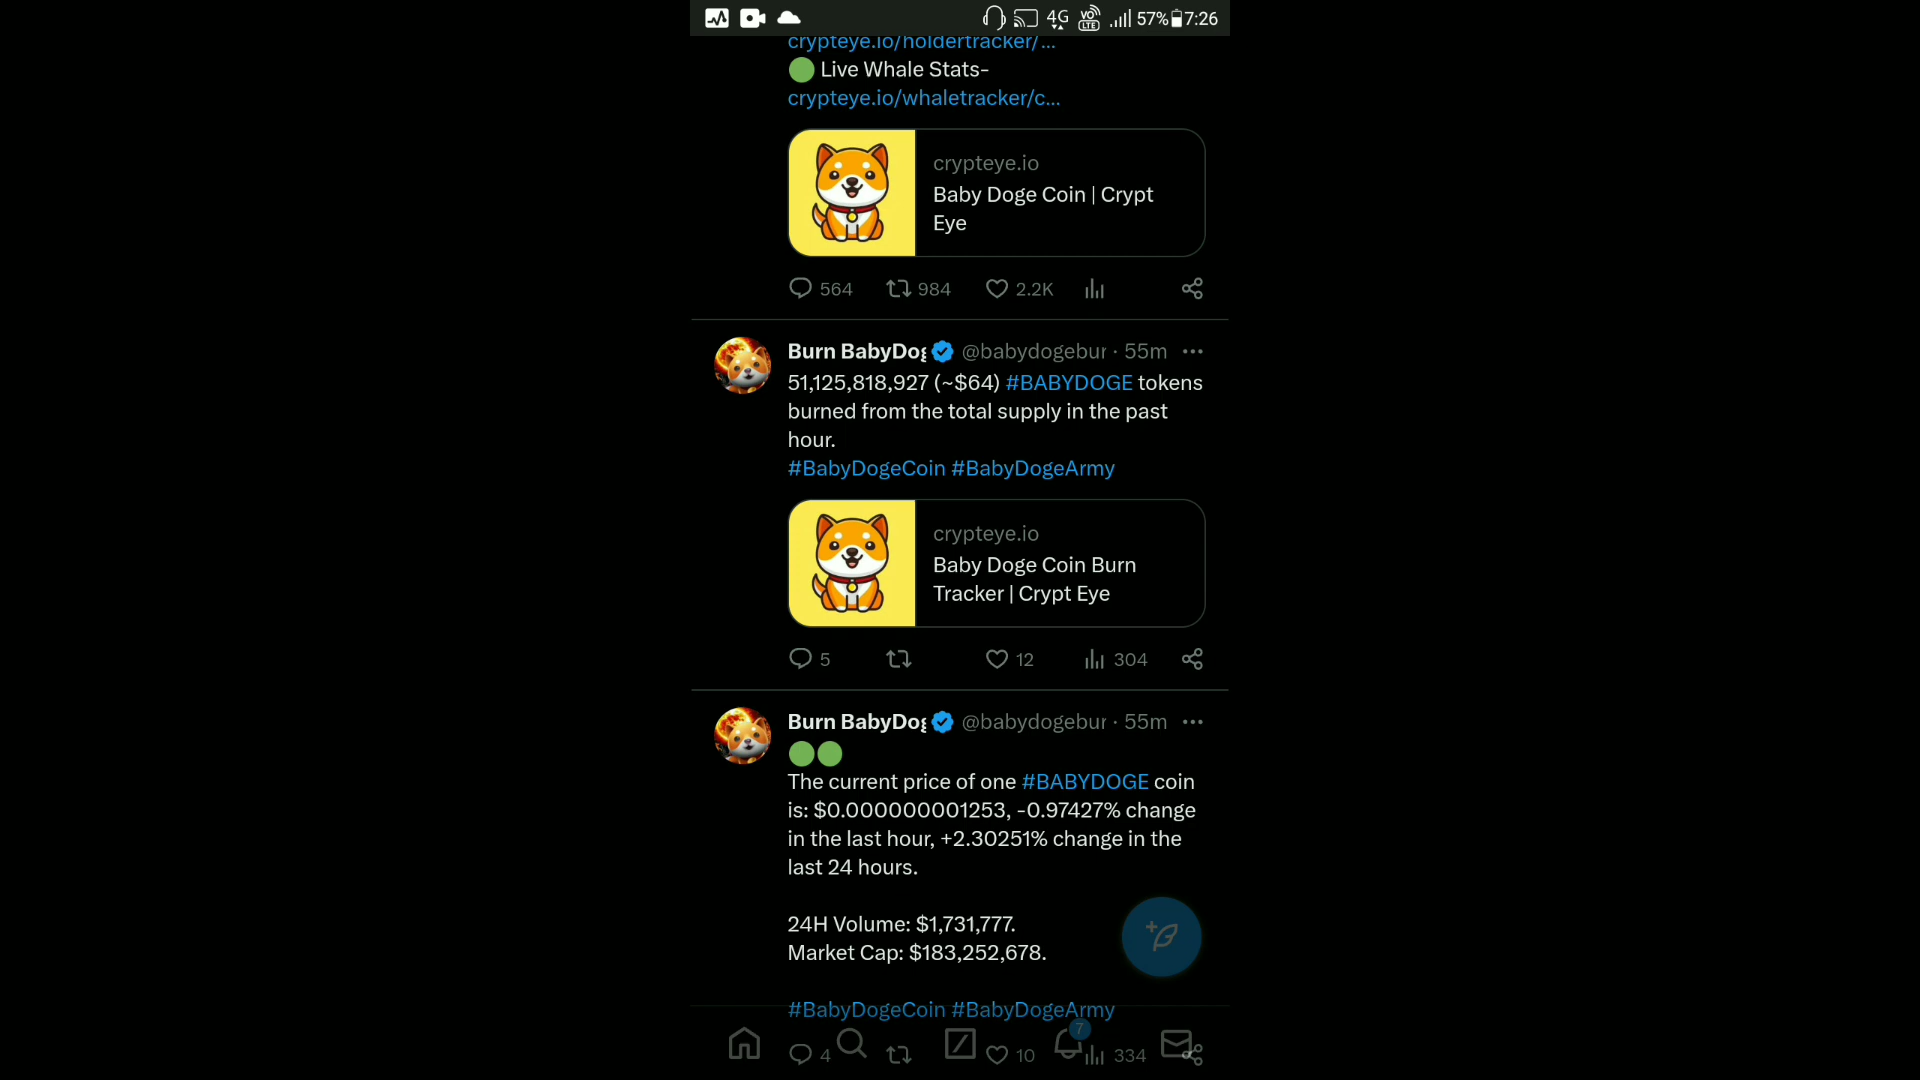 4G VO LTE 57% 7:26
crypteye.io/holdertracker/...
Live Whale Stats-
crypteye.io/whaletracker/c...
crypteye.io
Baby Doge Coin | Crypt
Eye
564 984 2.2K
Burn BabyDog @babydogebur · 55m
51,125,818,927 (~$64) #BABYDOGE tokens
burned from the total supply in the past
hour.
#BabyDogeCoin #BabyDogeArmy
crypteye.io
Baby Doge Coin Burn
Tracker | Crypt Eye
5 12 304
Burn BabyDog @babydogebur · 55m
The current price of one #BABYDOGE coin
is: $0.000000001253, -0.97427% change
in the last hour, +2.30251% change in the
last 24 hours.
24H Volume: $1,731,777.
Market Cap: $183,252,678.
#BabyDogeCoin #BabyDogeArmy
7
4 10 334